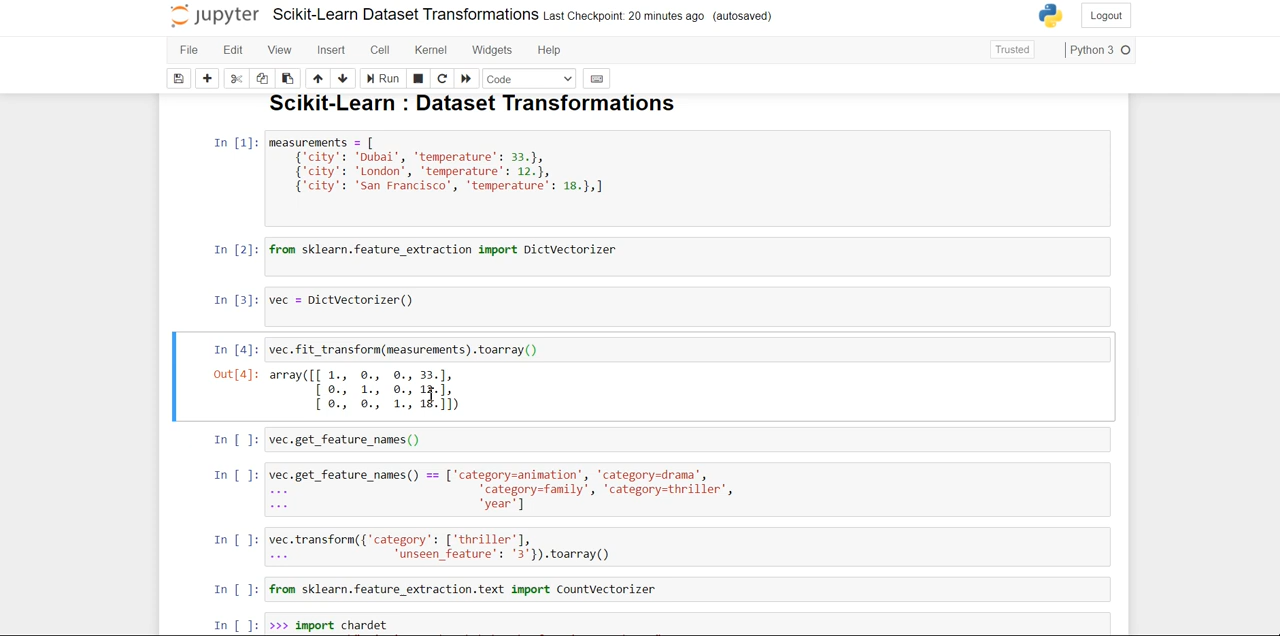 jupyter Scikit-Learn Dataset Transformations Last Checkpoint: 20 minutes ago (autosaved) Logout
File Edit View Insert Cell Kernel Widgets Help Trusted Python 3
Run Code
Scikit-Learn : Dataset Transformations
In [1]: measurements = [
{'city': 'Dubai', 'temperature': 33.},
{'city': 'London', 'temperature': 12.},
{'city': 'San Francisco', 'temperature': 18.},]
In [2]: from sklearn.feature_extraction import DictVectorizer
In [3]: vec = DictVectorizer()
In [4]: vec.fit_transform(measurements).toarray()
Out[4]: array([[ 1., 0., 0., 33.],
[ 0., 1., 0., 12.],
[ 0., 0., 1., 18.]])
In [ ]: vec.get_feature_names()
In [ ]: vec.get_feature_names() == ['category=animation', 'category=drama',
... 'category=family', 'category=thriller',
... 'year']
In [ ]: vec.transform({'category': ['thriller'],
... 'unseen_feature': '3'}).toarray()
In [ ]: from sklearn.feature_extraction.text import CountVectorizer
In [ ]: >>> import chardet